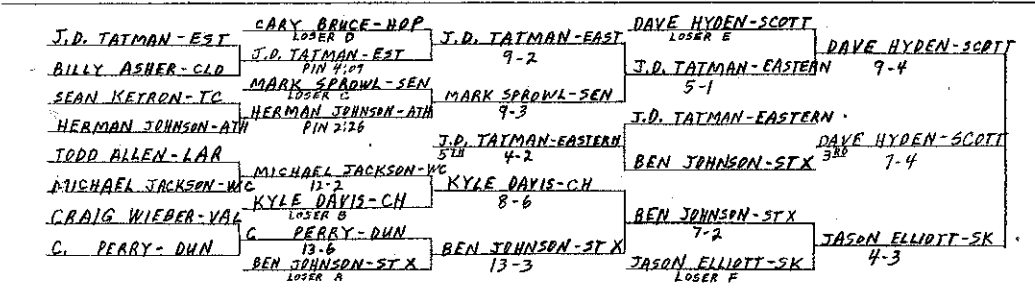 CARY BRUCE-HOP
LOSER D
DAVE HYDEN-SCOTT
LOSER E
J.D. TATMAN-EST
J.D. TATMAN-EAST
9-2
DAVE HYDEN-SCOTT
9-4
J.D. TATMAN-EST
PIN 4:09
BILLY ASHER-CLO
J.D. TATMAN-EASTERN
5-1
MARK SPROWL-SEN
LOSER C
SEAN KETRON-TC
MARK SPROWL-SEN
9-3
HERMAN JOHNSON-ATH
PIN 2:26
HERMAN JOHNSON-ATH
J.D. TATMAN-EASTERN
J.D. TATMAN-EASTERN
5TH 4-2
DAVE HYDEN-SCOTT
3RD 7-4
TODD ALLEN-LAR
BEN JOHNSON-STX
MICHAEL JACKSON-WC
12-2
MICHAEL JACKSON-WC
KYLE DAVIS-CH
8-6
KYLE DAVIS-CH
LOSER B
CRAIG WIEBER-VAL
BEN JOHNSON-STX
7-2
C PERRY-DUN
13-6
JASON ELLIOTT-SK
4-3
C. PERRY-DUN
BEN JOHNSON-ST X
13-3
BEN JOHNSON-ST X
LOSER A
JASON ELLIOTT-SK
LOSER F